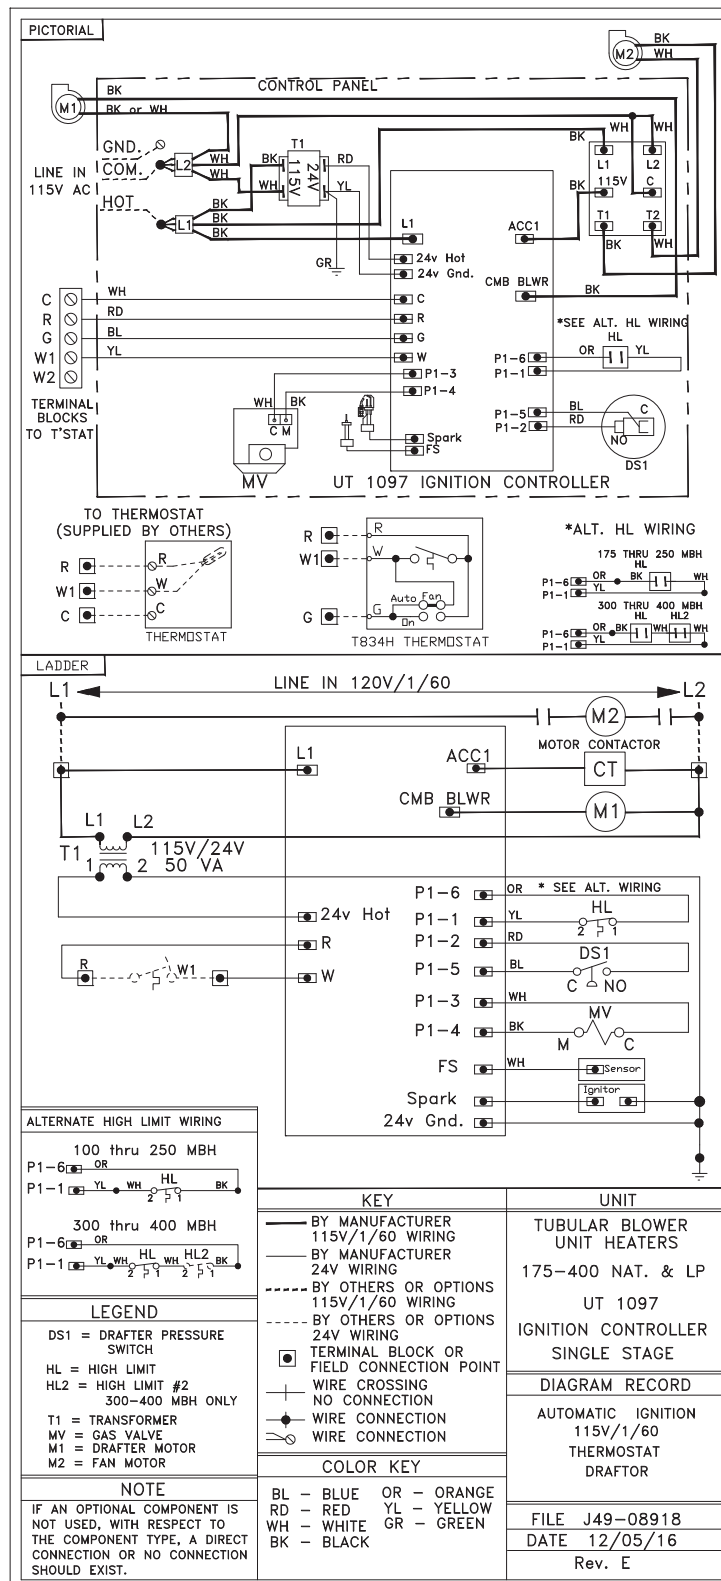 PICTORIAL
M2
BK
WH
CONTROL PANEL
M1
BK
BK or WH
GND.
COM.
LINE IN
115V AC
HOT
L2
WH
WH
L1
BK
BK
BK
T1
BK
WH
115V
24V
RD
YL
GR
BK
WH
WH
L1
L2
115V
C
BK
T1
T2
BK
WH
L1
24v Hot
24v Gnd.
ACC1
CMB BLWR
BK
C
R
G
W1
W2
WH
RD
BL
YL
C
R
G
W
P1-3
P1-4
Spark
FS
TERMINAL
BLOCKS
TO T'STAT
WH
BK
C M
MV
*SEE ALT. HL WIRING
HL
P1-6
OR
YL
P1-1
P1-5
BL
C
P1-2
RD
NO
DS1
UT 1097 IGNITION CONTROLLER
TO THERMOSTAT
(SUPPLIED BY OTHERS)
R
R
W1
W
C
C
THERMOSTAT
R
R
W1
W
Auto
Fan
On
G
G
T834H THERMOSTAT
*ALT. HL WIRING
175 THRU 250 MBH
HL
P1-6
OR
BK
WH
P1-1
YL
300 THRU 400 MBH
HL
HL2
P1-6
OR
BK
WH
WH
P1-1
YL
LADDER
L1
LINE IN 120V/1/60
L2
M2
MOTOR CONTACTOR
L1
ACC1
CT
CMB BLWR
M1
L1
L2
T1
1
2
115V/24V
50 VA
24v Hot
R
R
W1
W
P1-6
OR
* SEE ALT. WIRING
HL
P1-1
YL
2
1
P1-2
RD
DS1
P1-5
BL
C
NO
P1-3
WH
MV
P1-4
BK
M
C
FS
WH
Sensor
Ignitor
Spark
24v Gnd.
ALTERNATE HIGH LIMIT WIRING
100 thru 250 MBH
P1-6
OR
P1-1
YL
WH
HL
2
1
BK
300 thru 400 MBH
P1-6
OR
P1-1
YL
WH
HL
2
1
WH
HL2
2
1
BK
LEGEND
DS1 = DRAFTER PRESSURE
SWITCH
HL = HIGH LIMIT
HL2 = HIGH LIMIT #2
300-400 MBH ONLY
T1 = TRANSFORMER
MV = GAS VALVE
M1 = DRAFTER MOTOR
M2 = FAN MOTOR
NOTE
IF AN OPTIONAL COMPONENT IS
NOT USED, WITH RESPECT TO
THE COMPONENT TYPE, A DIRECT
CONNECTION OR NO CONNECTION
SHOULD EXIST.
KEY
BY MANUFACTURER
115V/1/60 WIRING
BY MANUFACTURER
24V WIRING
BY OTHERS OR OPTIONS
115V/1/60 WIRING
BY OTHERS OR OPTIONS
24V WIRING
TERMINAL BLOCK OR
FIELD CONNECTION POINT
WIRE CROSSING
NO CONNECTION
WIRE CONNECTION
WIRE CONNECTION
COLOR KEY
BL - BLUE OR - ORANGE
RD - RED YL - YELLOW
WH - WHITE GR - GREEN
BK - BLACK
UNIT
TUBULAR BLOWER
UNIT HEATERS
175-400 NAT. & LP
UT 1097
IGNITION CONTROLLER
SINGLE STAGE
DIAGRAM RECORD
AUTOMATIC IGNITION
115V/1/60
THERMOSTAT
DRAFTOR
FILE J49-08918
DATE 12/05/16
Rev. E